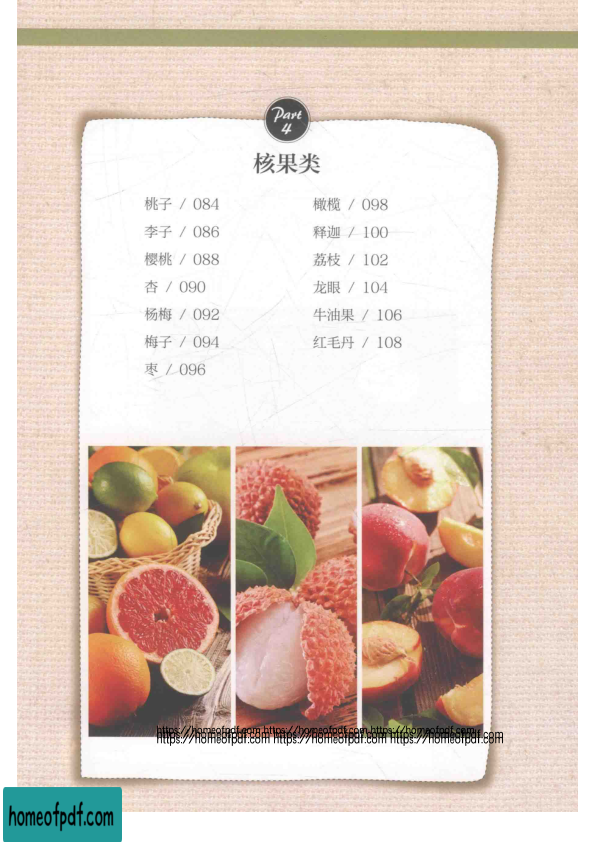 Part
4
核果类
桃子 / 084
李子 / 086
樱桃 / 088
杏 / 090
杨梅 / 092
梅子 / 094
枣 / 096
橄榄 / 098
释迦 / 100
荔枝 / 102
龙眼 / 104
牛油果 / 106
红毛丹 / 108
https://homeofpdf.com https://homeofpdf.com https://homeofpdf.com
https://homeofpdf.com https://homeofpdf.com https://homeofpdf.com
homeofpdf.com